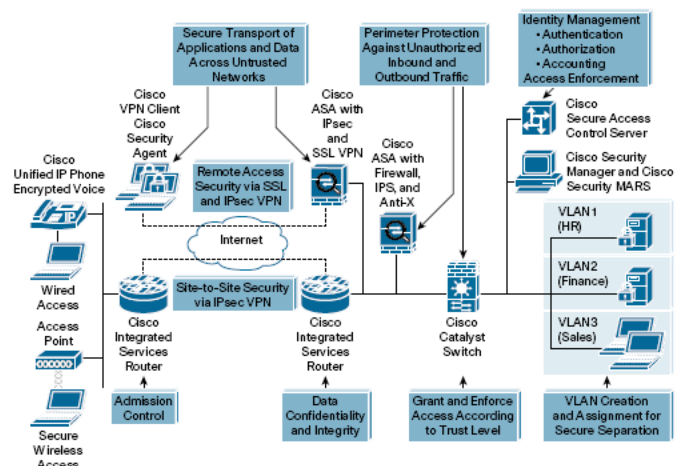 Secure Transport of
Applications and Data
Across Untrusted
Networks
Perimeter Protection
Against Unauthorized
Inbound and
Outbound Traffic
Identity Management
• Authentication
• Authorization
• Accounting
Access Enforcement
Cisco
VPN Client
Cisco
Security
Agent
Cisco
ASA with
IPsec
and
SSL VPN
Cisco
ASA with
Firewall,
IPS, and
Anti-X
Cisco
Secure Access
Control Server
Cisco Security
Manager and Cisco
Security MARS
Cisco
Unified IP Phone
Encrypted Voice
IP
Remote Access
Security via SSL
and IPsec VPN
Internet
Site-to-Site Security
via IPsec VPN
Wired
Access
Access
Point
Secure
Wireless
Access
Cisco
Integrated
Services
Router
Cisco
Integrated
Services
Router
Cisco
Catalyst
Switch
VLAN1
(HR)
VLAN2
(Finance)
VLAN3
(Sales)
Admission
Control
Data
Confidentiality
and Integrity
Grant and Enforce
Access According
to Trust Level
VLAN Creation
and Assignment for
Secure Separation